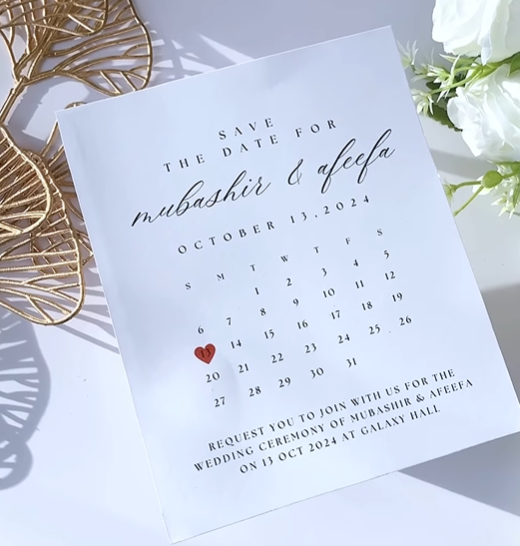 SAVE
THE DATE FOR
mubashir & afeefa
OCTOBER 13, 2024
S M T W T F S
1 2 3 4 5
6 7 8 9 10 11 12
13 14 15 16 17 18 19
20 21 22 23 24 25 26
27 28 29 30 31
REQUEST YOU TO JOIN WITH US FOR THE
WEDDING CEREMONY OF MUBASHIR & AFEEFA
ON 13 OCT 2024 AT GALAXY HALL